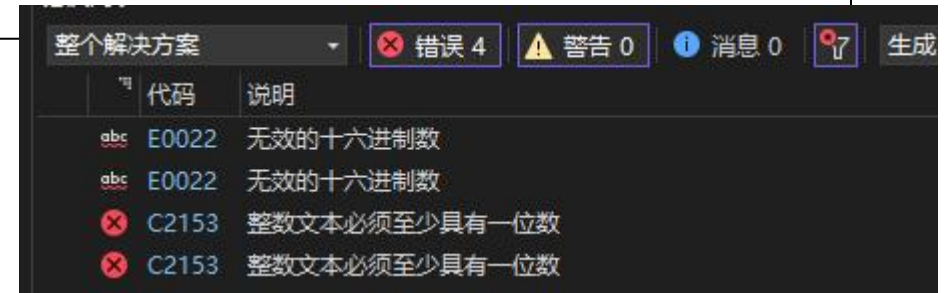 整个解决方案 错误 4 警告 0 消息 0 生成
代码 说明
abc E0022 无效的十六进制数
abc E0022 无效的十六进制数
C2153 整数文本必须至少具有一位数
C2153 整数文本必须至少具有一位数